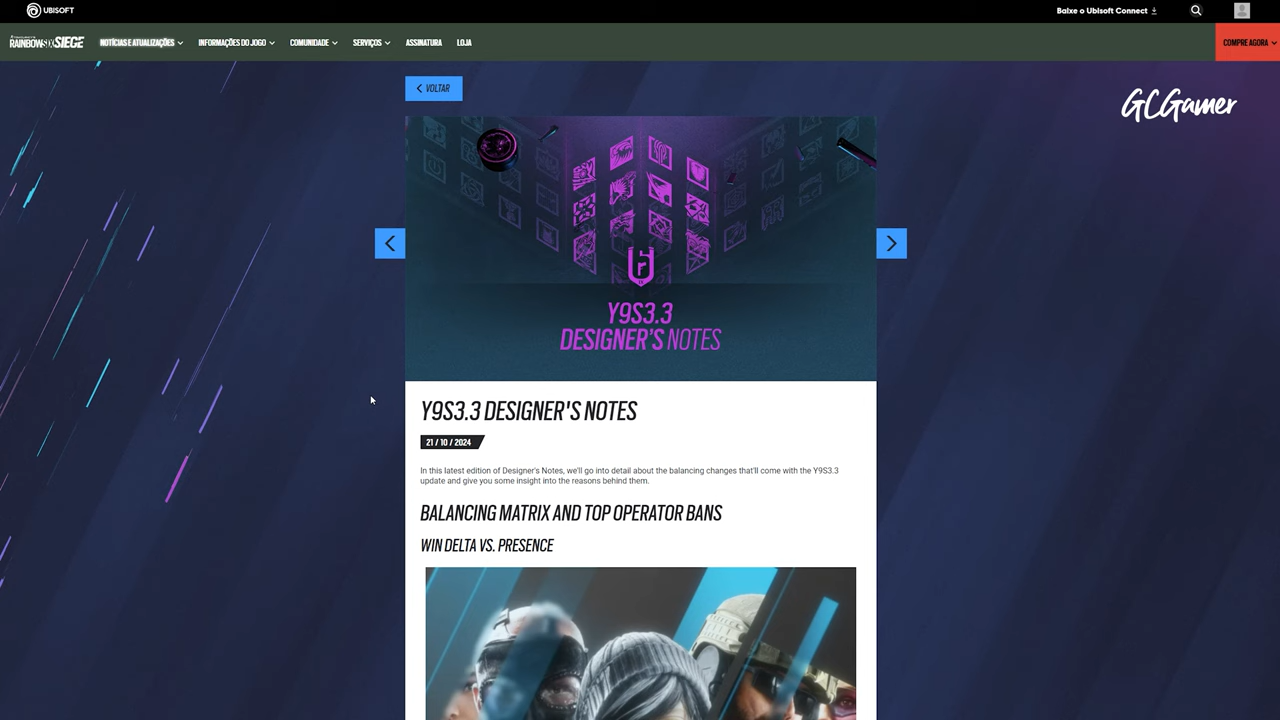 UBISOFT
Baixe o Ubisoft Connect
RAINBOW SIX SIEGE
NOTÍCIAS E ATUALIZAÇÕES
INFORMAÇÕES DO JOGO
COMUNIDADE
SERVIÇOS
ASSINATURA
LOJA
COMPRE AGORA
VOLTAR
GCGamer
Y9S3.3
DESIGNER'S NOTES
Y9S3.3 DESIGNER'S NOTES
21 / 10 / 2024
In this latest edition of Designer's Notes, we'll go into detail about the balancing changes that'll come with the Y9S3.3
update and give you some insight into the reasons behind them.
BALANCING MATRIX AND TOP OPERATOR BANS
WIN DELTA VS. PRESENCE